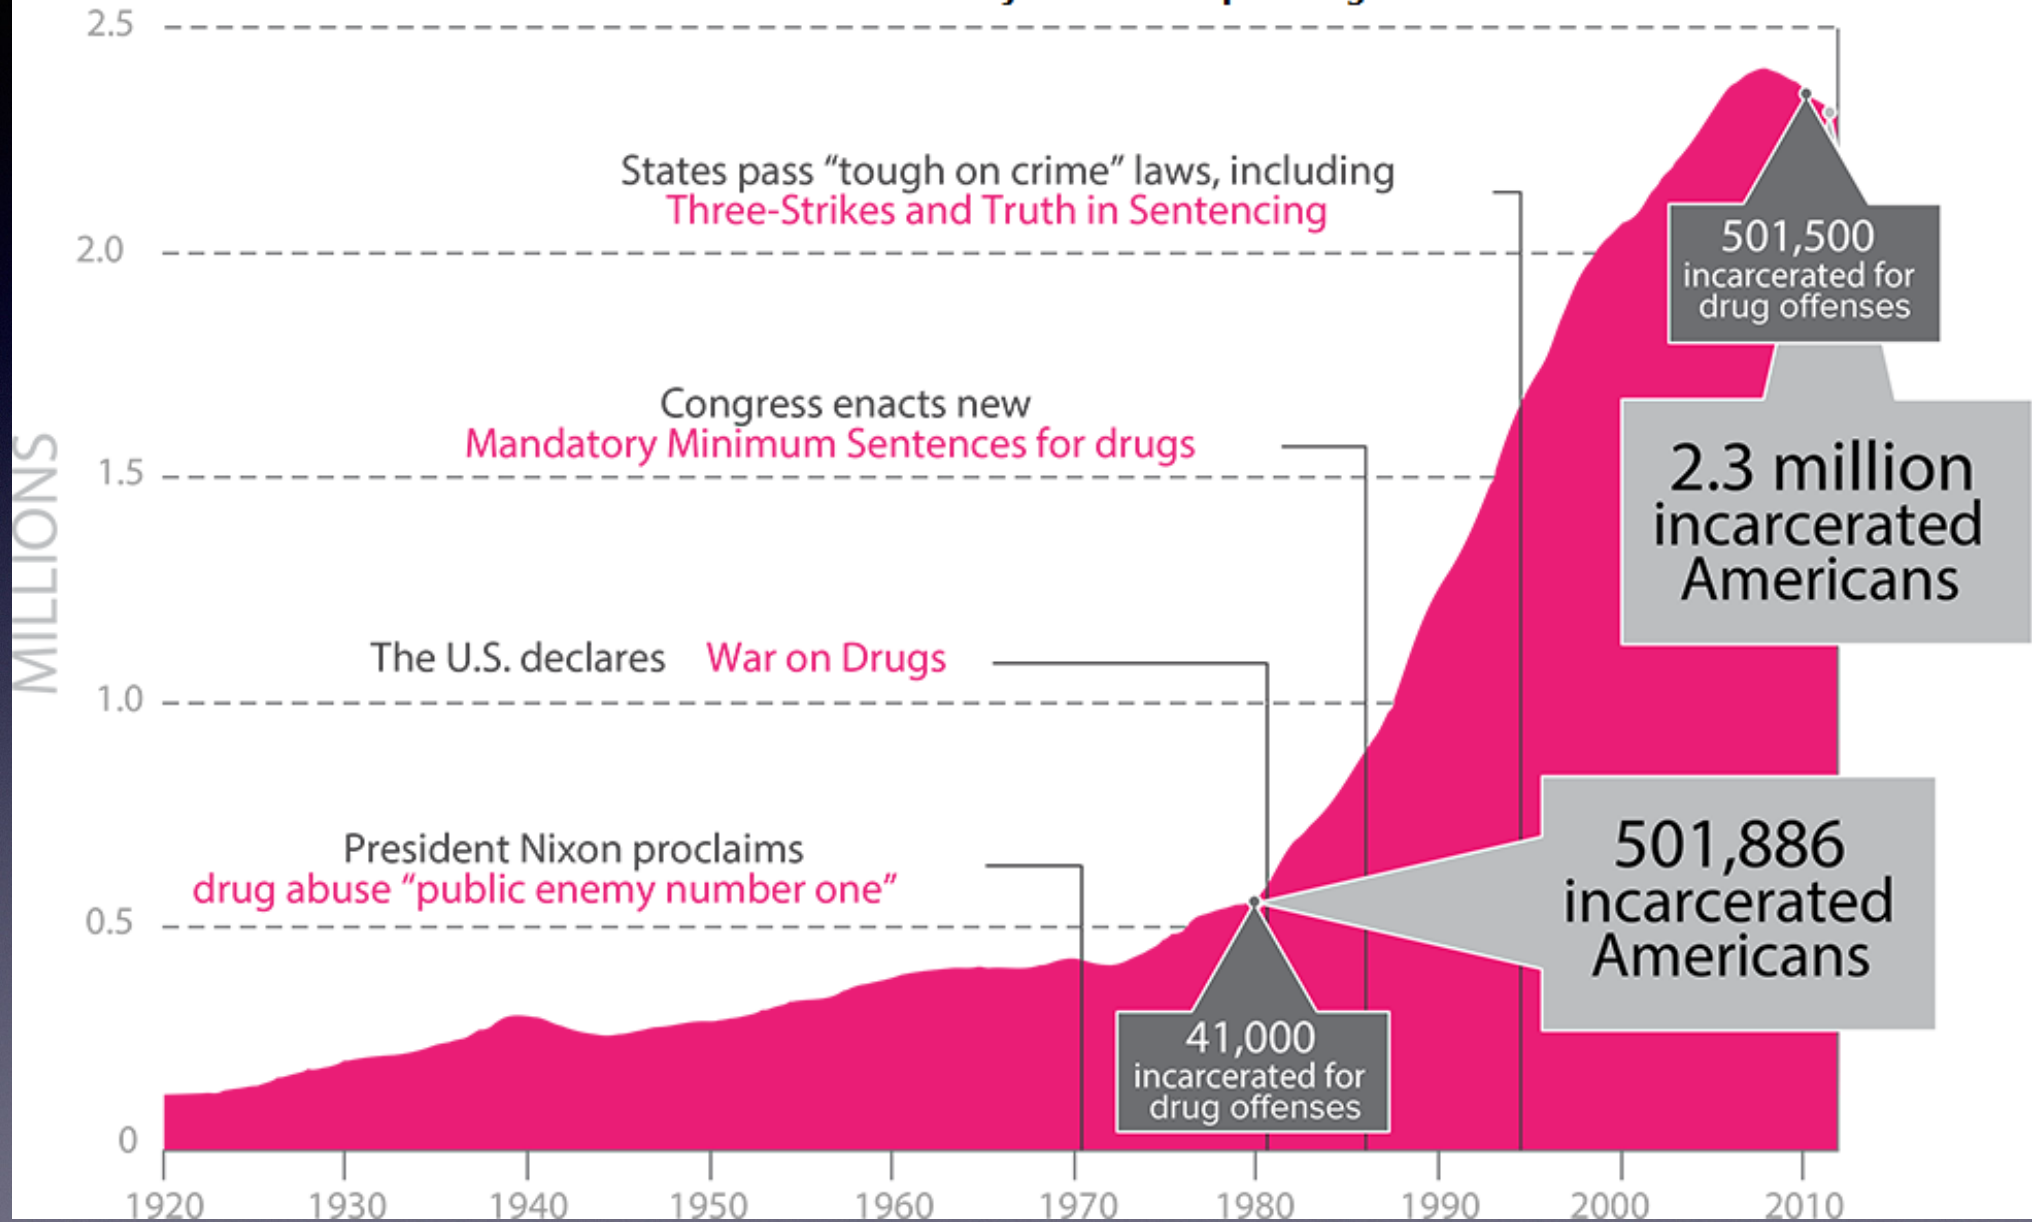 2.5
States pass “tough on crime” laws, including
Three-Strikes and Truth in Sentencing
2.0
501,500
incarcerated for
drug offenses
Congress enacts new
Mandatory Minimum Sentences for drugs
1.5
2.3 million
incarcerated
Americans
MILLIONS
The U.S. declares War on Drugs
1.0
President Nixon proclaims
drug abuse “public enemy number one”
0.5
501,886
incarcerated
Americans
41,000
incarcerated for
drug offenses
0
1920 1930 1940 1950 1960 1970 1980 1990 2000 2010